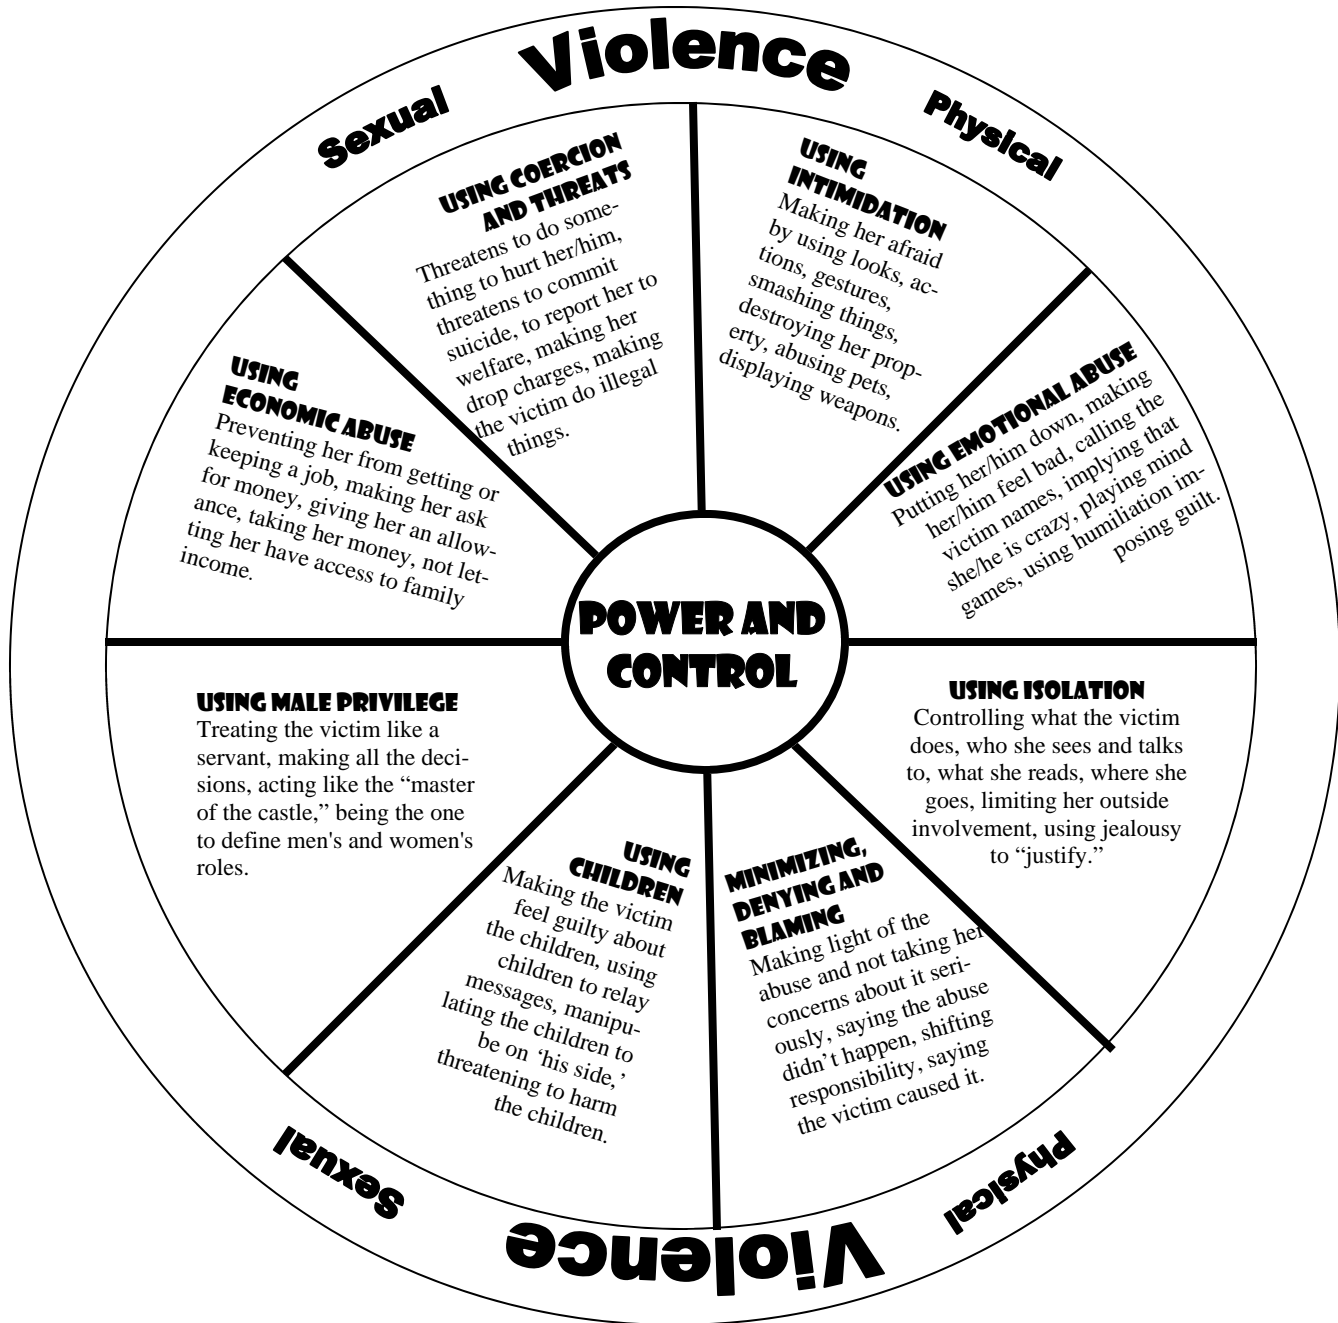 Violence
Sexual
Physical
USING COERCION
AND THREATS
Threatens to do some-
thing to hurt her/him,
threatens to commit
suicide, to report her to
welfare, making her
drop charges, making
the victim do illegal
things.
USING
INTIMIDATION
Making her afraid
by using looks, ac-
tions, gestures,
smashing things,
destroying her prop-
erty, abusing pets,
displaying weapons.
USING
ECONOMIC ABUSE
Preventing her from getting or
keeping a job, making her ask
for money, giving her an allow-
ance, taking her money, not let-
ting her have access to family
income.
USING EMOTIONAL ABUSE
Putting her/him down, making
her/him feel bad, calling the
victim names, implying that
she/he is crazy, playing mind
games, using humiliation im-
posing guilt.
POWER AND
CONTROL
USING MALE PRIVILEGE
Treating the victim like a
servant, making all the deci-
sions, acting like the “master
of the castle,” being the one
to define men's and women's
roles.
USING ISOLATION
Controlling what the victim
does, who she sees and talks
to, what she reads, where she
goes, limiting her outside
involvement, using jealousy
to “justify.”
USING
CHILDREN
Making the victim
feel guilty about
the children, using
children to relay
messages, manipu-
lating the children to
be on ‘his side,’
threatening to harm
the children.
MINIMIZING,
DENYING AND
BLAMING
Making light of the
abuse and not taking her
concerns about it seri-
ously, saying the abuse
didn’t happen, shifting
responsibility, saying
the victim caused it.
Sexual
Physical
Violence